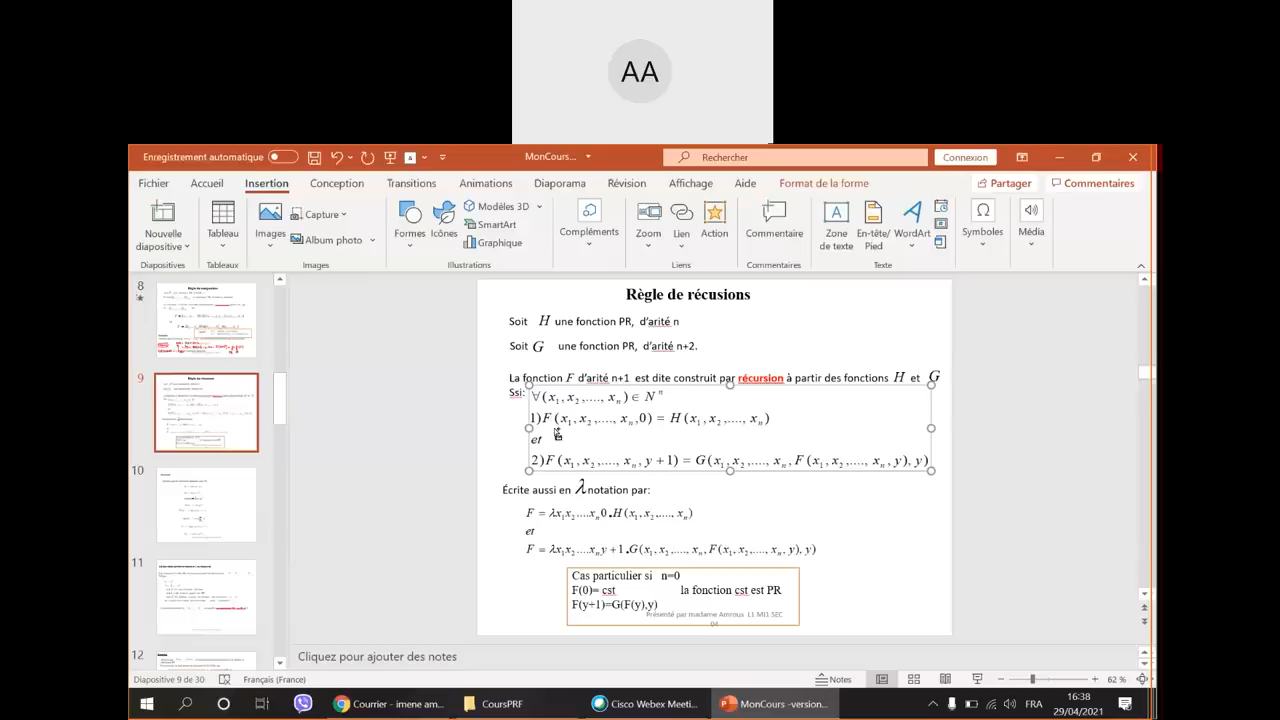 AA
Enregistrement automatique
MonCours...
Rechercher
Connexion
Fichier Accueil Insertion Conception Transitions Animations Diaporama Révision Affichage Aide Format de la forme Partager Commentaires
Nouvelle diapositive
Tableau
Images
Capture
Album photo
Formes
Icônes
Modèles 3D
SmartArt
Graphique
Compléments
Zoom
Lien
Action
Commentaire
Zone de texte
En-tête/ Pied
WordArt
Symboles
Média
Diapositives Tableaux Images Illustrations Liens Commentaires Texte
8
9
10
11
12
Règle de récusions
Soit H une fonction PR, d'arité n
Soit G une fonction PR, d'arité n+2.
La fonction F d'arité n+1 est dite construit par récursion à partir des fonctions H et G
Ssi:
∀(x₁, x₂,...., xₙ) ∈ Nⁿ
1)F(x₁, x₂,...., xₙ, 0) = H(x₁, x₂,...., xₙ)
et
2)F(x₁, x₂,...., xₙ, y + 1) = G(x₁, x₂,...., xₙ, F(x₁, x₂,...., xₙ, y), y)
Écrite aussi en λ notation par:
F = λx₁x₂....xₙ0.H(x₁, x₂,...., xₙ)
et
F = λx₁x₂....xₙy + 1.G(x₁, x₂,...., xₙ, F(x₁, x₂,...., xₙ, y), y)
Cas particulier si n=0
F(0)= cste la fonction cst est PR
F(y+1)=G(F(y),y)
Présenté par madame Amrous L1 MI1 SEC
04
Cliquez pour ajouter des notes
Diapositive 9 de 30
Français (France)
Notes
62 %
Courrier - imene am...
CoursPRF
Cisco Webex Meeti...
MonCours -version...
FRA
16:38
29/04/2021